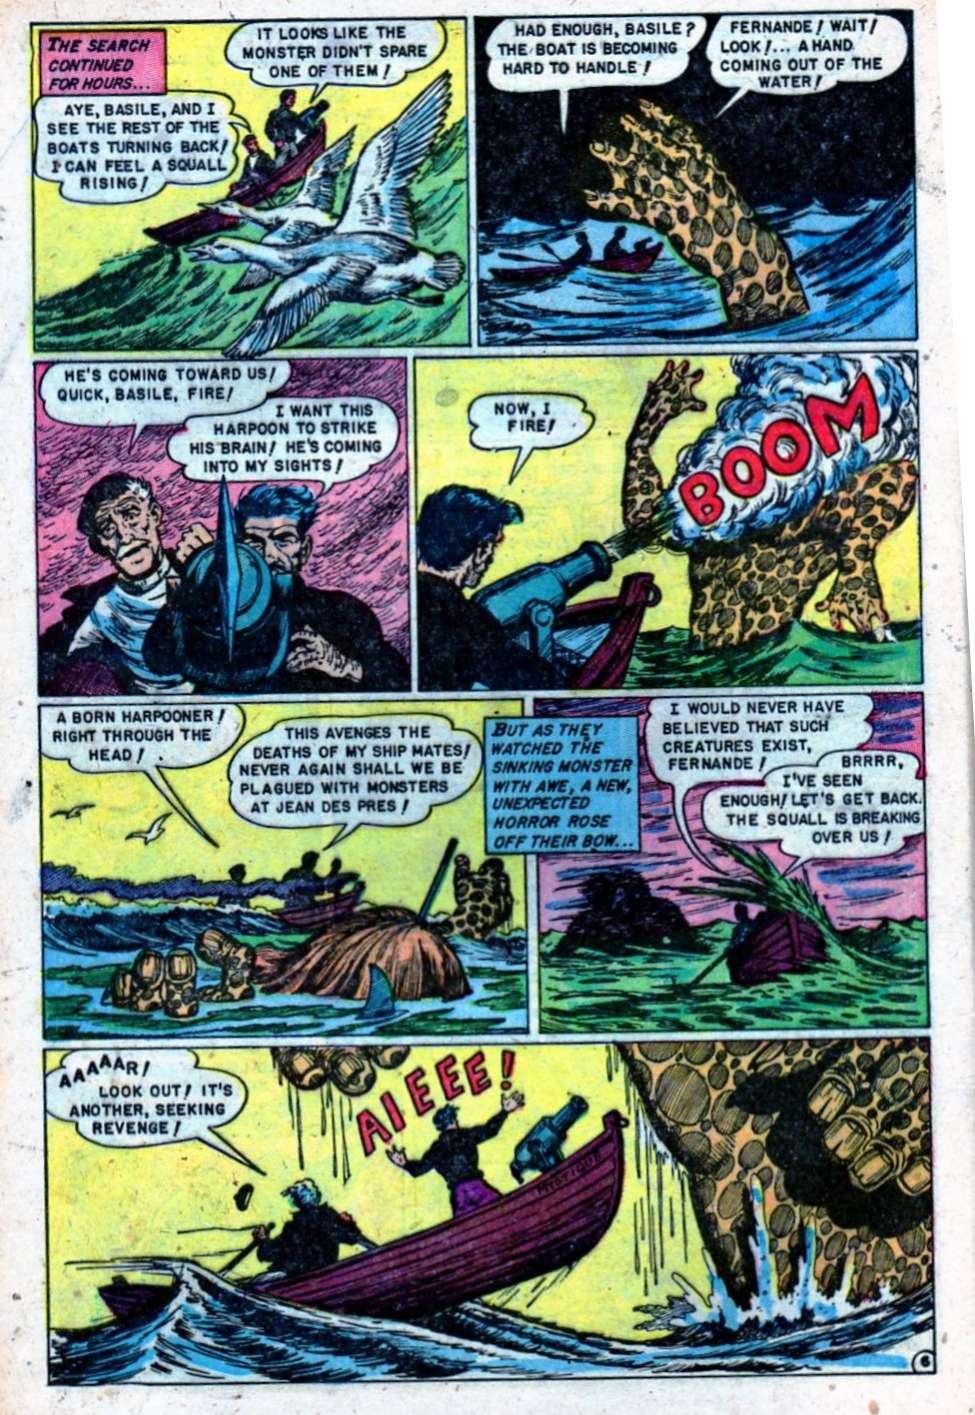 THE SEARCH
CONTINUED
FOR HOURS...
IT LOOKS LIKE THE
MONSTER DIDN'T SPARE
ONE OF THEM!
AYE, BASILE, AND I
SEE THE REST OF THE
BOATS TURNING BACK!
I CAN FEEL A SQUALL
RISING!
HAD ENOUGH, BASILE?
THE BOAT IS BECOMING
HARD TO HANDLE!
FERNANDE! WAIT!
LOOK!... A HAND
COMING OUT OF THE
WATER!
HE'S COMING TOWARD US!
QUICK, BASILE, FIRE!
I WANT THIS
HARPOON TO STRIKE
HIS BRAIN! HE'S COMING
INTO MY SIGHTS!
NOW, I
FIRE!
BOOM
A BORN HARPOONER!
RIGHT THROUGH THE
HEAD!
THIS AVENGES THE
DEATHS OF MY SHIP MATES!
NEVER AGAIN SHALL WE BE
PLAGUED WITH MONSTERS
AT JEAN DES PRES!
BUT AS THEY
WATCHED THE
SINKING MONSTER
WITH AWE, A NEW,
UNEXPECTED
HORROR ROSE
OFF THEIR BOW...
I WOULD NEVER HAVE
BELIEVED THAT SUCH
CREATURES EXIST,
FERNANDE!
BRRRR,
I'VE SEEN
ENOUGH! LET'S GET BACK.
THE SQUALL IS BREAKING
OVER US!
AAAAAR!
LOOK OUT! IT'S
ANOTHER, SEEKING
REVENGE!
AIEEE!
MYSTIQUE
6